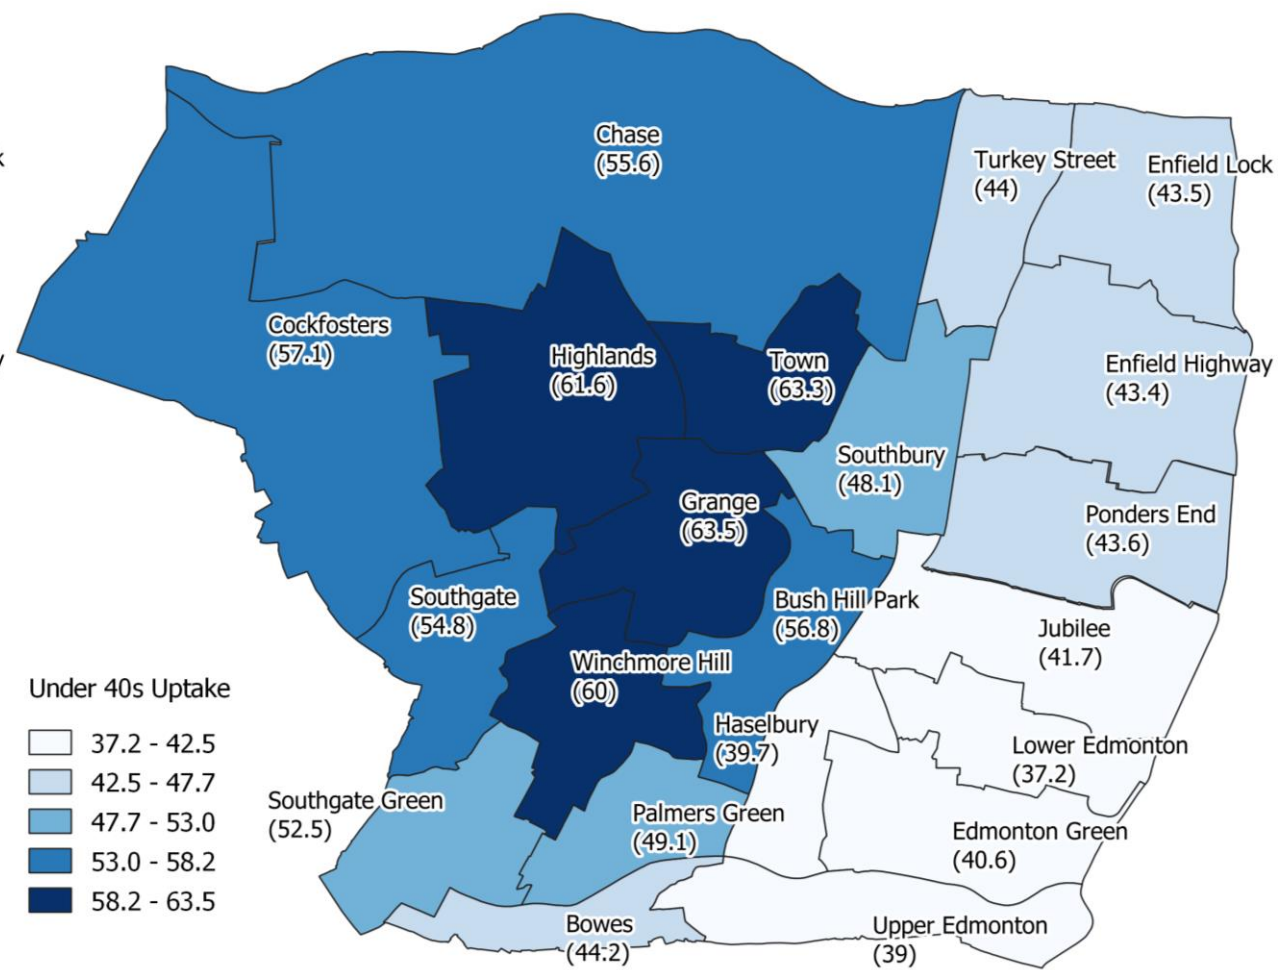 Chase
(55.6)
Turkey Street
(44)
Enfield Lock
(43.5)
Cockfosters
(57.1)
Highlands
(61.6)
Town
(63.3)
Enfield Highway
(43.4)
Southbury
(48.1)
Grange
(63.5)
Ponders End
(43.6)
Southgate
(54.8)
Bush Hill Park
(56.8)
Jubilee
(41.7)
Winchmore Hill
(60)
Haselbury
(39.7)
Lower Edmonton
(37.2)
Southgate Green
(52.5)
Palmers Green
(49.1)
Edmonton Green
(40.6)
Bowes
(44.2)
Upper Edmonton
(39)
Under 40s Uptake
37.2 - 42.5
42.5 - 47.7
47.7 - 53.0
53.0 - 58.2
58.2 - 63.5